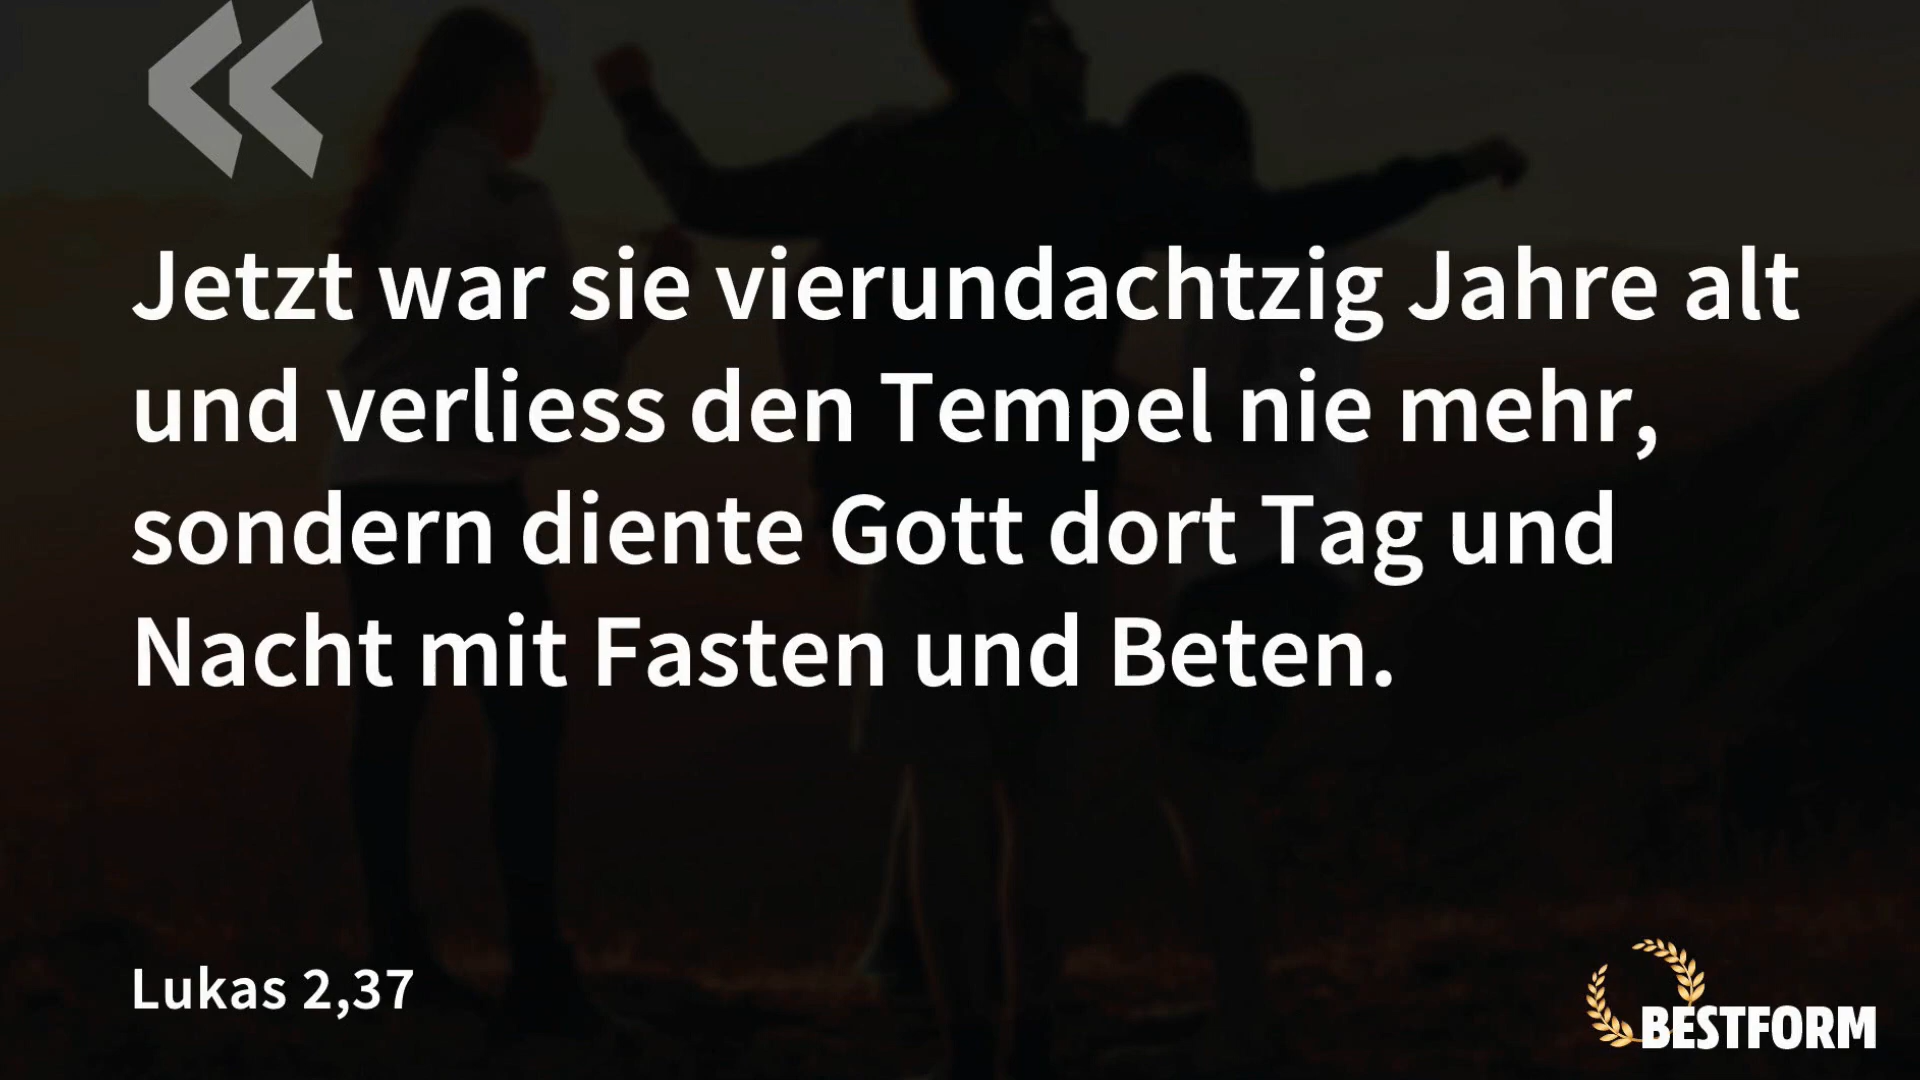 «
Jetzt war sie vierundachtzig Jahre alt
und verliess den Tempel nie mehr,
sondern diente Gott dort Tag und
Nacht mit Fasten und Beten.
Lukas 2,37
BESTFORM